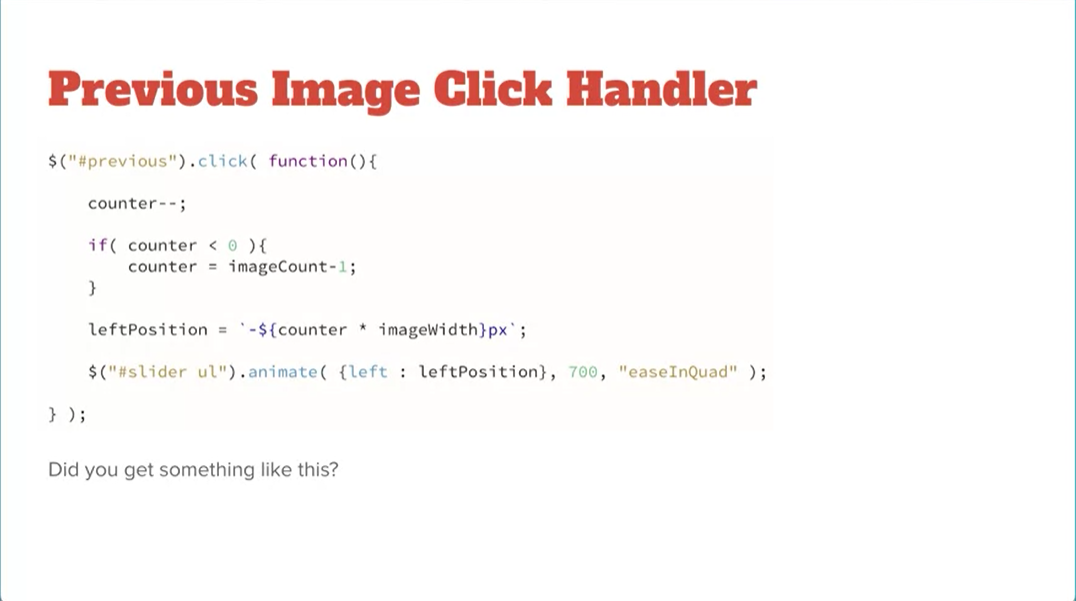 Previous Image Click Handler
$("#previous").click( function(){
counter--;
if( counter < 0 ){
counter = imageCount-1;
}
leftPosition = `-${counter * imageWidth}px`;
$("#slider ul").animate( {left : leftPosition}, 700, "easeInQuad" );
} );
Did you get something like this?